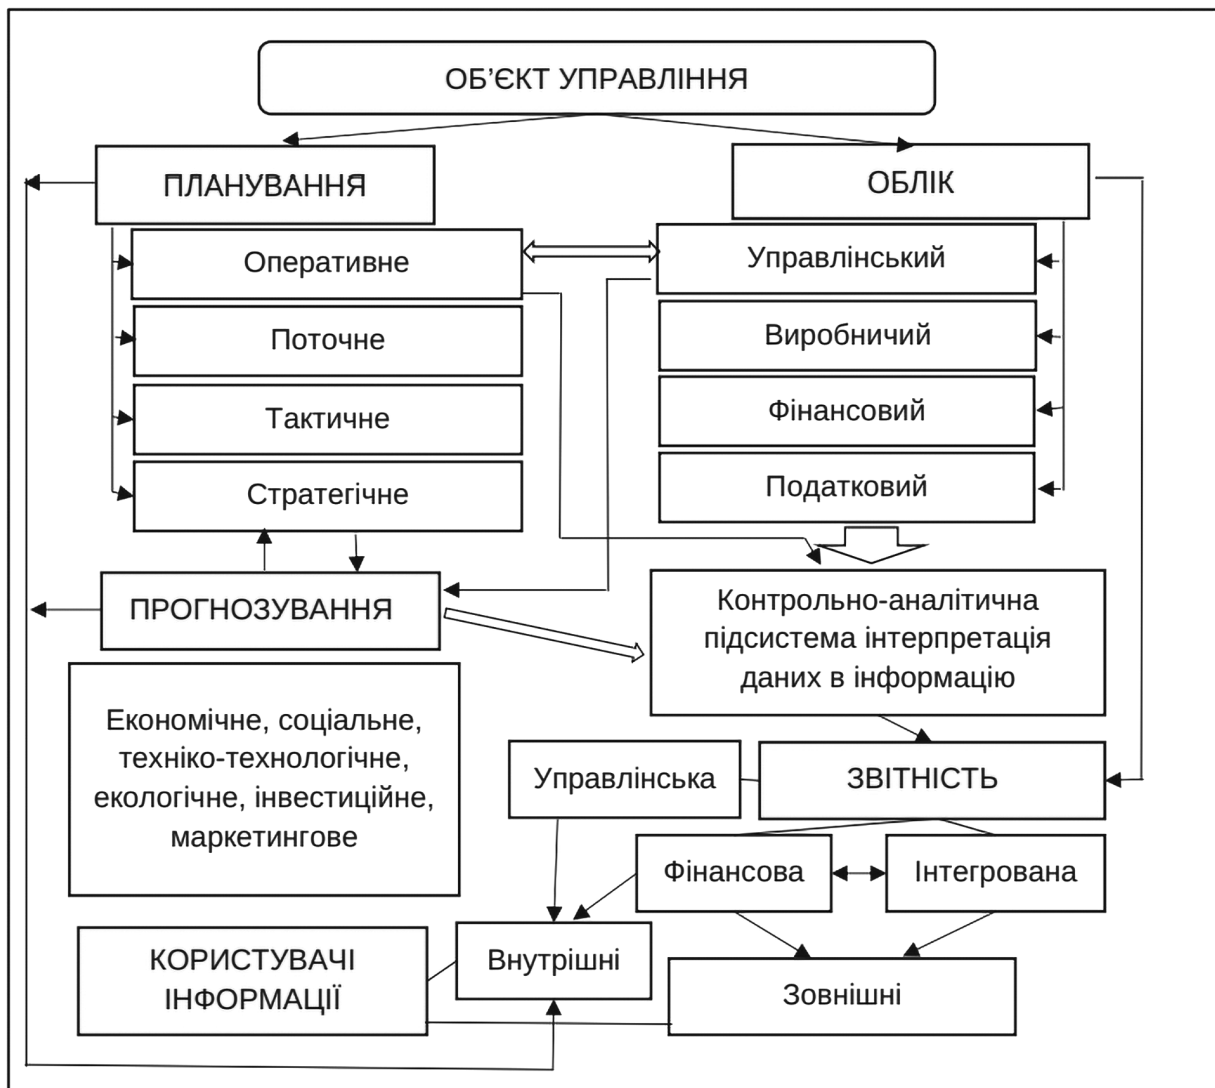 ОБ’ЄКТ УПРАВЛІННЯ
ПЛАНУВАННЯ
ОБЛІК
Оперативне
Управлінський
Поточне
Виробничий
Тактичне
Фінансовий
Стратегічне
Податковий
ПРОГНОЗУВАННЯ
Контрольно-аналітична
підсистема інтерпретація
даних в інформацію
Економічне, соціальне,
техніко-технологічне,
екологічне, інвестиційне,
маркетингове
Управлінська
ЗВІТНІСТЬ
Фінансова
Інтегрована
КОРИСТУВАЧІ
ІНФОРМАЦІЇ
Внутрішні
Зовнішні